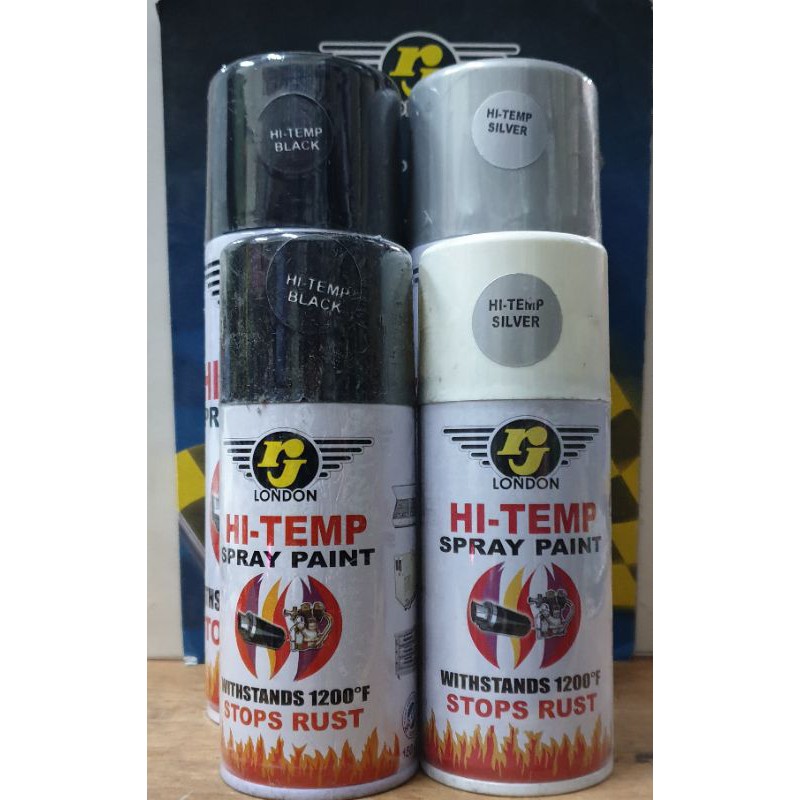 rj
HI-TEMP
BLACK
HI-TEMP
SILVER
HI-TEMP
BLACK
HI-TEMP
SILVER
rj
LONDON
HI-TEMP
SPRAY PAINT
WITHSTANDS 1200°F
STOPS RUST
rj
LONDON
HI-TEMP
SPRAY PAINT
WITHSTANDS 1200°F
STOPS RUST